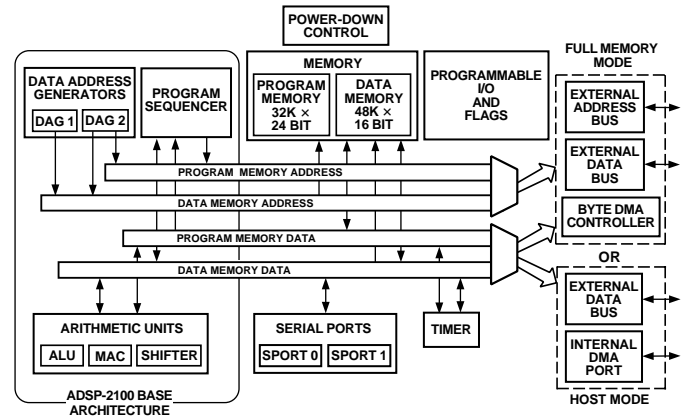 POWER-DOWN
CONTROL
FULL MEMORY
MODE
MEMORY
DATA ADDRESS
GENERATORS
DAG 1
DAG 2
PROGRAM
SEQUENCER
PROGRAM
MEMORY
32K ×
24 BIT
DATA
MEMORY
48K ×
16 BIT
PROGRAMMABLE
I/O
AND
FLAGS
EXTERNAL
ADDRESS
BUS
EXTERNAL
DATA
BUS
BYTE DMA
CONTROLLER
PROGRAM MEMORY ADDRESS
DATA MEMORY ADDRESS
PROGRAM MEMORY DATA
DATA MEMORY DATA
OR
EXTERNAL
DATA
BUS
INTERNAL
DMA
PORT
HOST MODE
ARITHMETIC UNITS
ALU
MAC
SHIFTER
SERIAL PORTS
SPORT 0
SPORT 1
TIMER
ADSP-2100 BASE
ARCHITECTURE